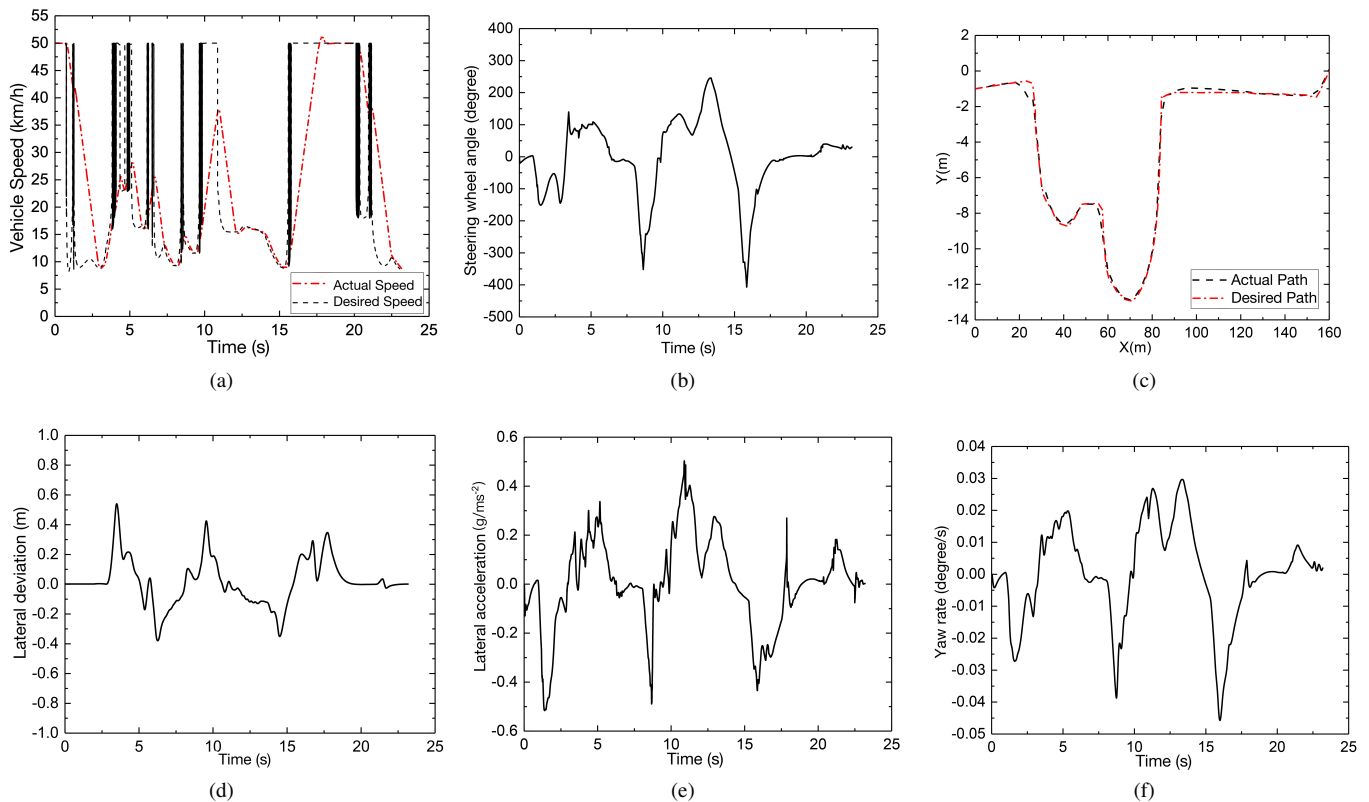 55
50
45
40
35
30
25
20
15
10
5
0
Vehicle Speed (km/h)
Actual Speed
Desired Speed
0 5 10 15 20 25
Time (s)
(a)
400
300
200
100
0
-100
-200
-300
-400
-500
Steering wheel angle (degree)
0 5 10 15 20 25
Time (s)
(b)
2
0
-2
-4
-6
-8
-10
-12
-14
Y(m)
Actual Path
Desired Path
0 20 40 60 80 100 120 140 160
X(m)
(c)
1.0
0.8
0.6
0.4
0.2
0.0
-0.2
-0.4
-0.6
-0.8
-1.0
Lateral deviation (m)
0 5 10 15 20 25
Time (s)
(d)
0.6
0.4
0.2
0.0
-0.2
-0.4
-0.6
Lateral acceleration (g/ms-2)
0 5 10 15 20 25
Time (s)
(e)
0.04
0.03
0.02
0.01
0.00
-0.01
-0.02
-0.03
-0.04
-0.05
Yaw rate (degree/s)
0 5 10 15 20 25
Time (s)
(f)